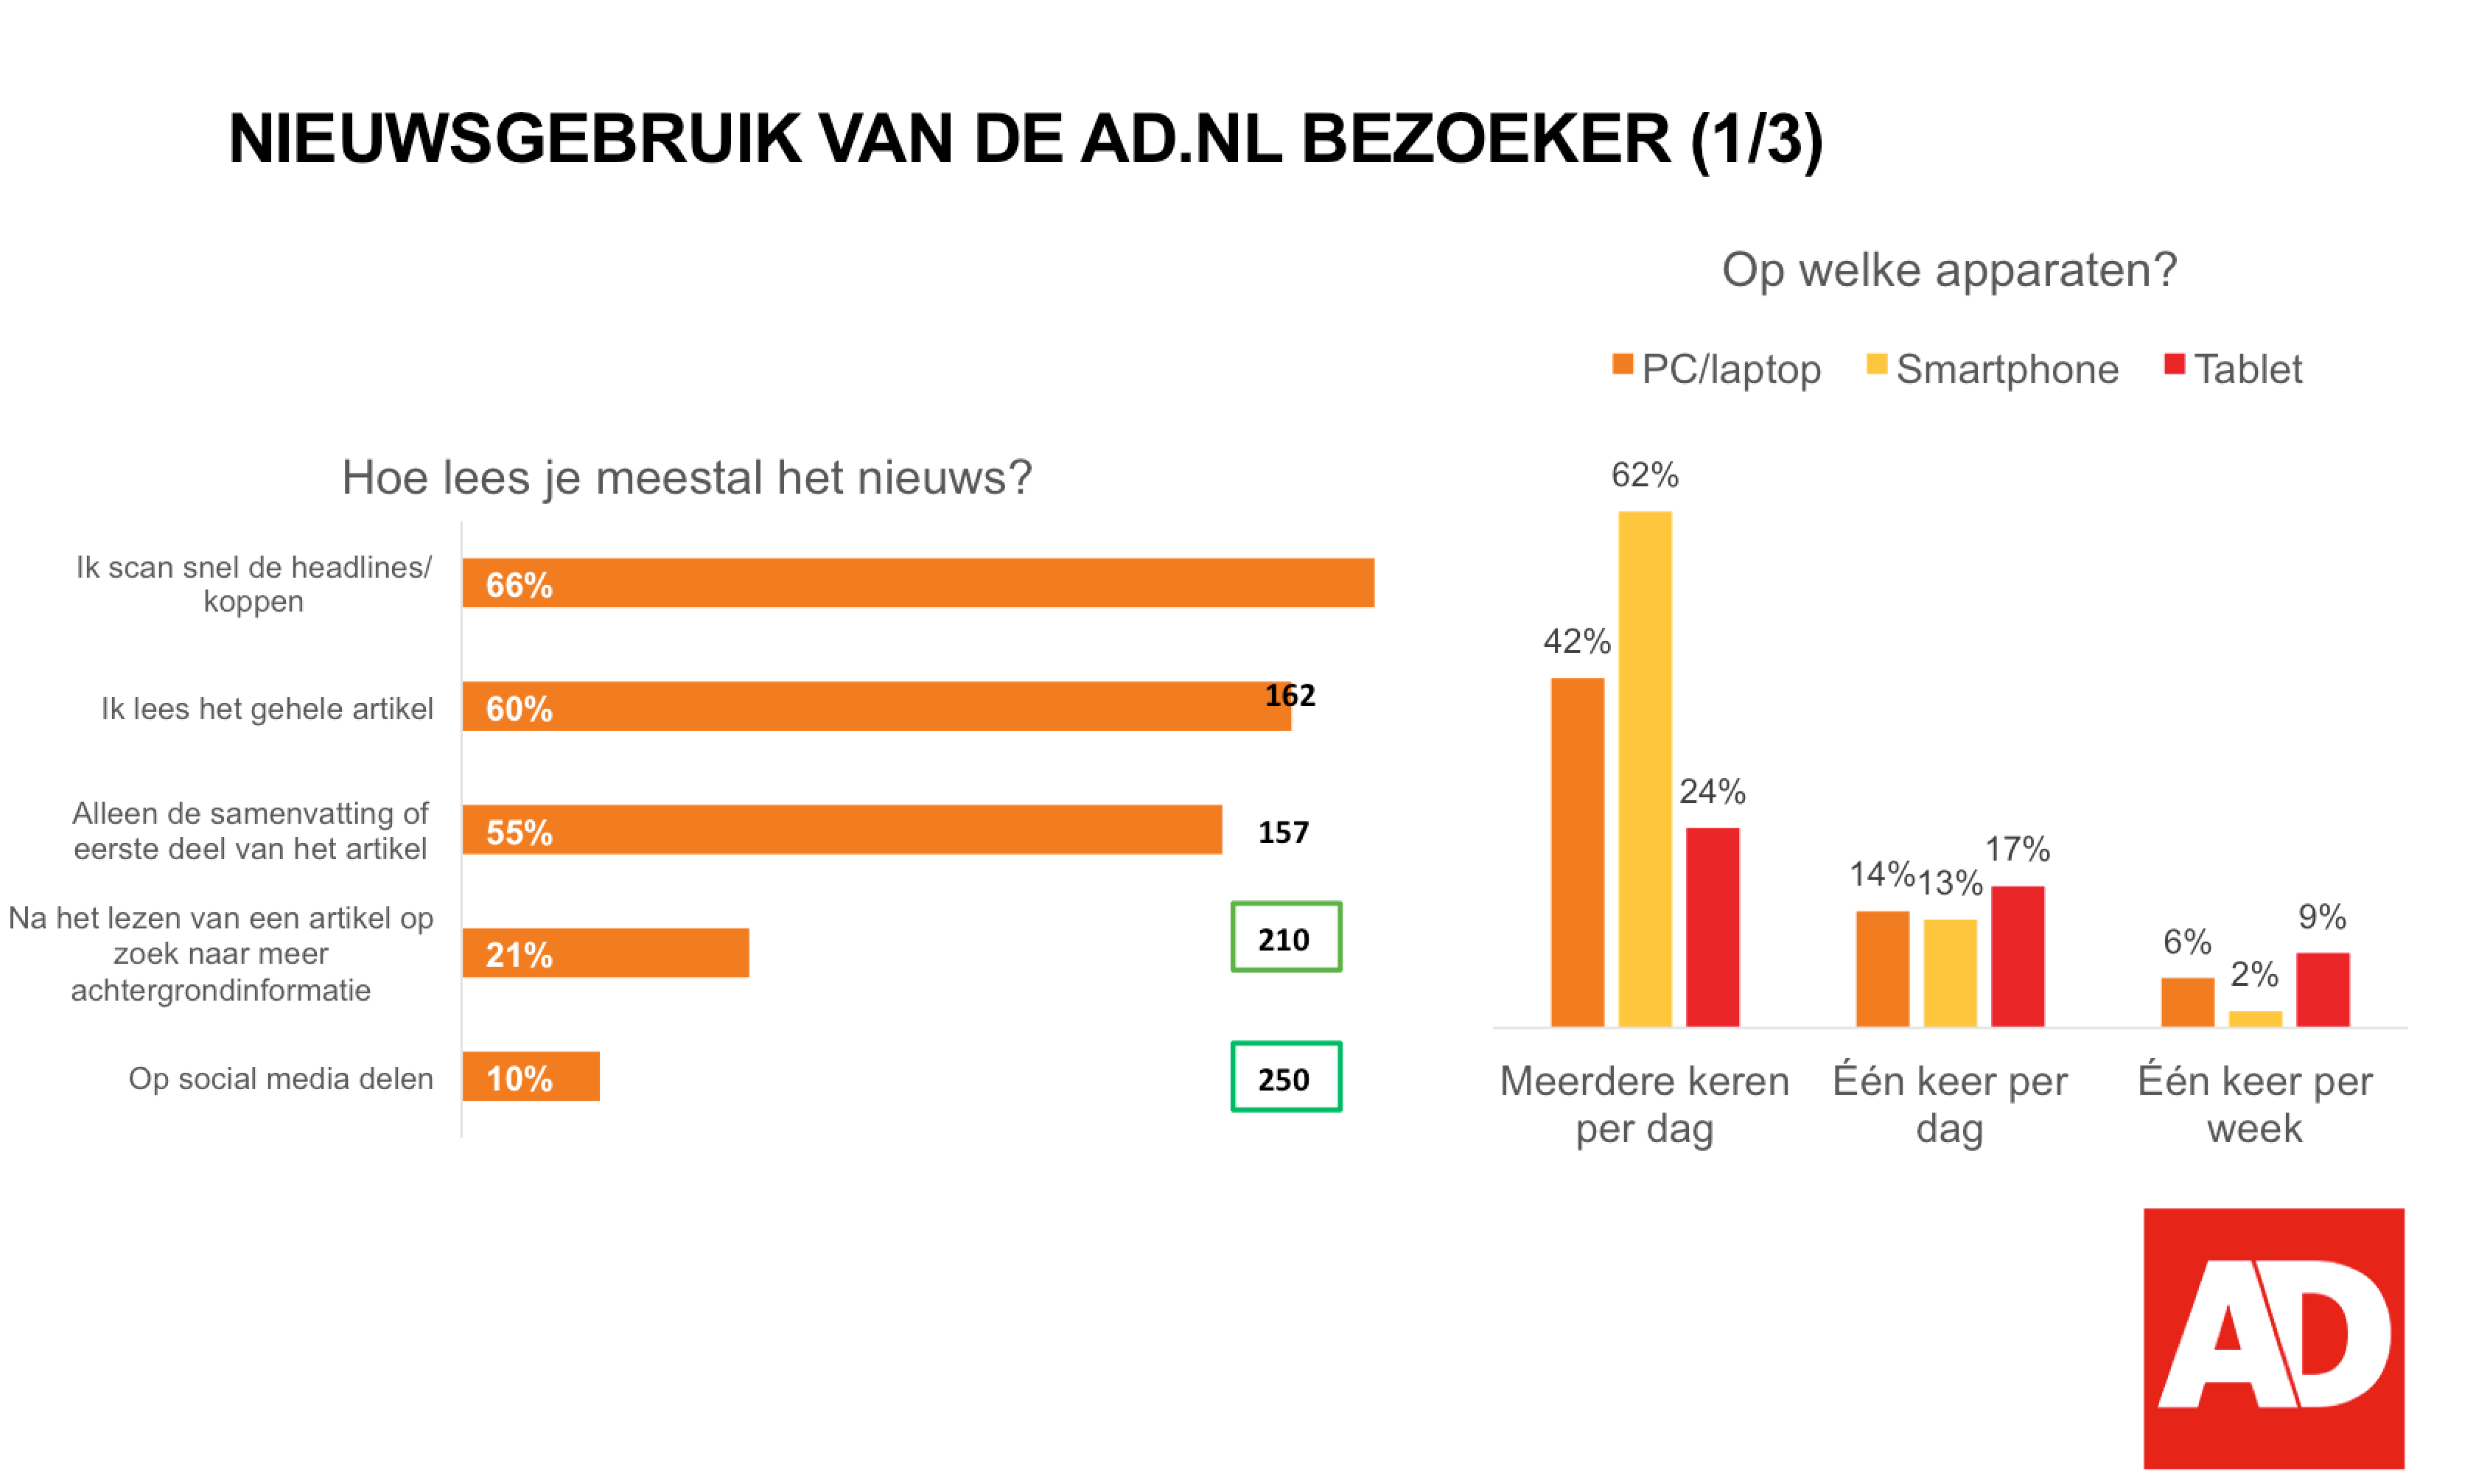 NIEUWSGEBRUIK VAN DE AD.NL BEZOEKER (1/3)
Hoe lees je meestal het nieuws?
Ik scan snel de headlines/
koppen
66%
Ik lees het gehele artikel
60%
162
Alleen de samenvatting of
eerste deel van het artikel
55%
157
Na het lezen van een artikel op
zoek naar meer
achtergrondinformatie
21%
210
Op social media delen
10%
250
Op welke apparaten?
PC/laptop
Smartphone
Tablet
42%
62%
24%
14%
13%
17%
6%
2%
9%
Meerdere keren
per dag
Één keer per
dag
Één keer per
week
AD